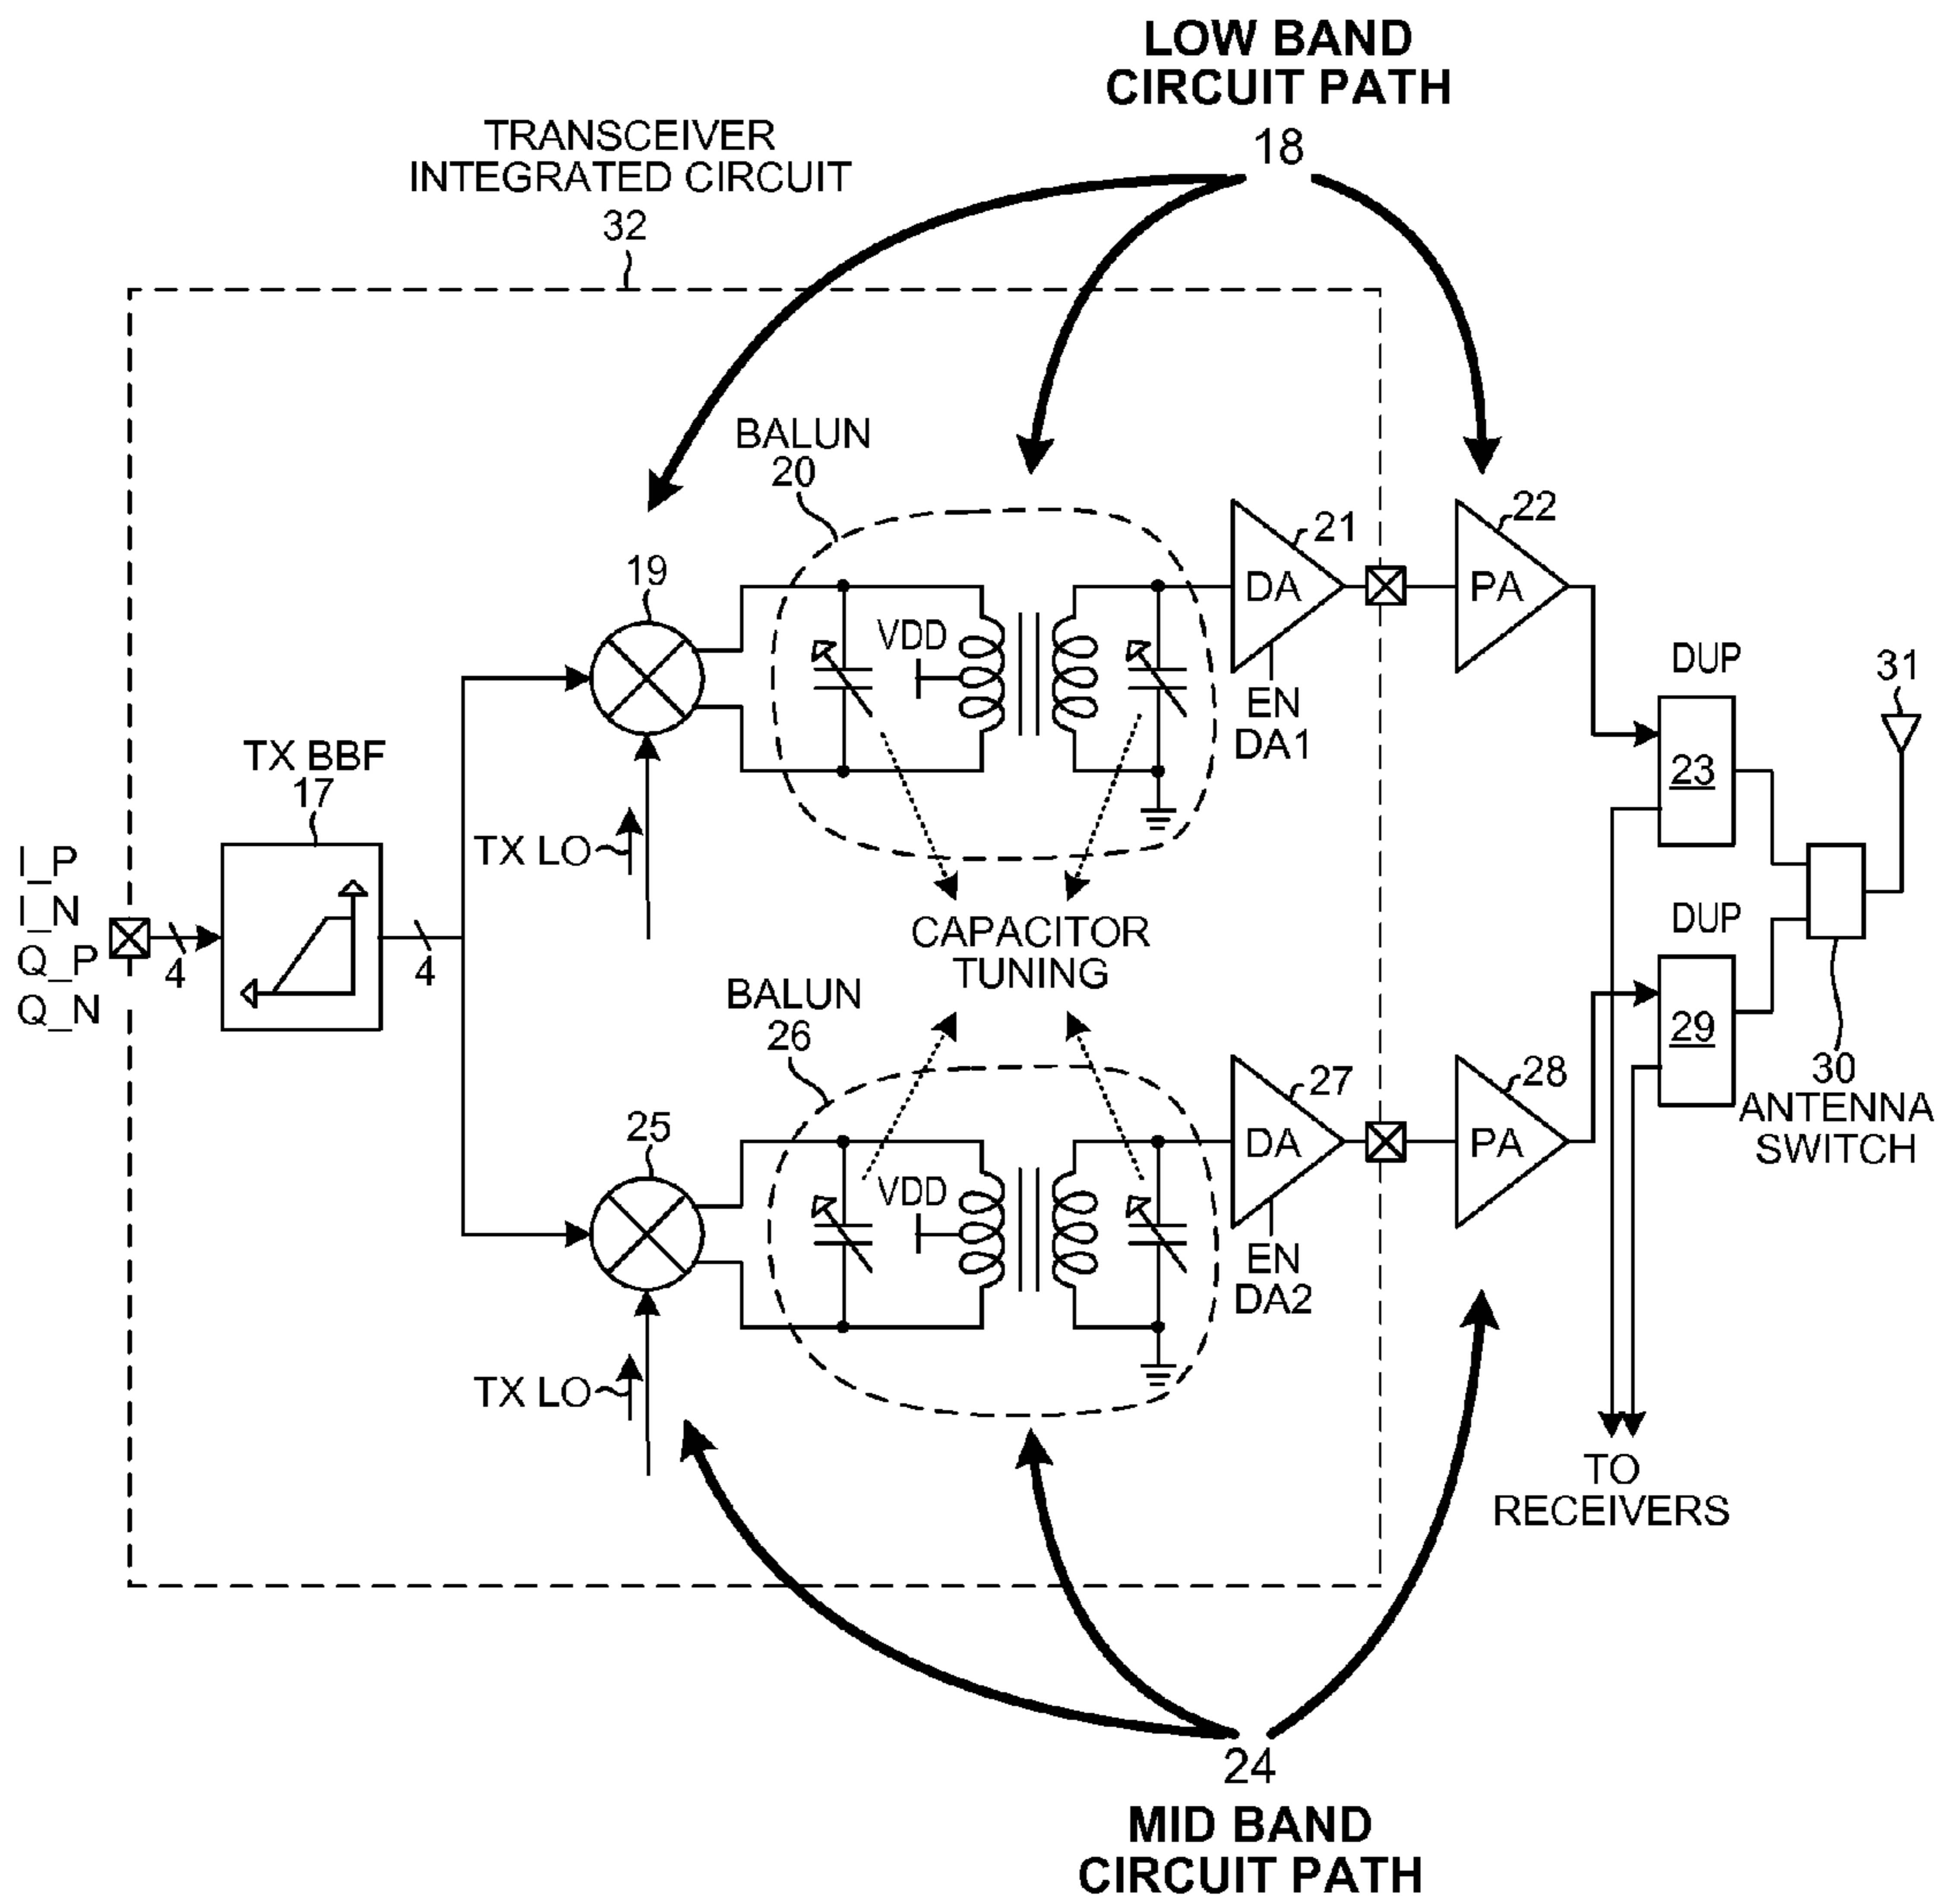 LOW BAND
CIRCUIT PATH
18
TRANSCEIVER
INTEGRATED CIRCUIT
32
BALUN
20
21
22
19
DA
PA
VDD
EN
DA1
DUP
31
23
TX BBF
17
TX LO
I_P
I_N
Q_P
Q_N
4
4
CAPACITOR
TUNING
DUP
29
30
ANTENNA
SWITCH
BALUN
26
27
28
25
DA
PA
VDD
EN
DA2
TX LO
TO
RECEIVERS
24
MID BAND
CIRCUIT PATH